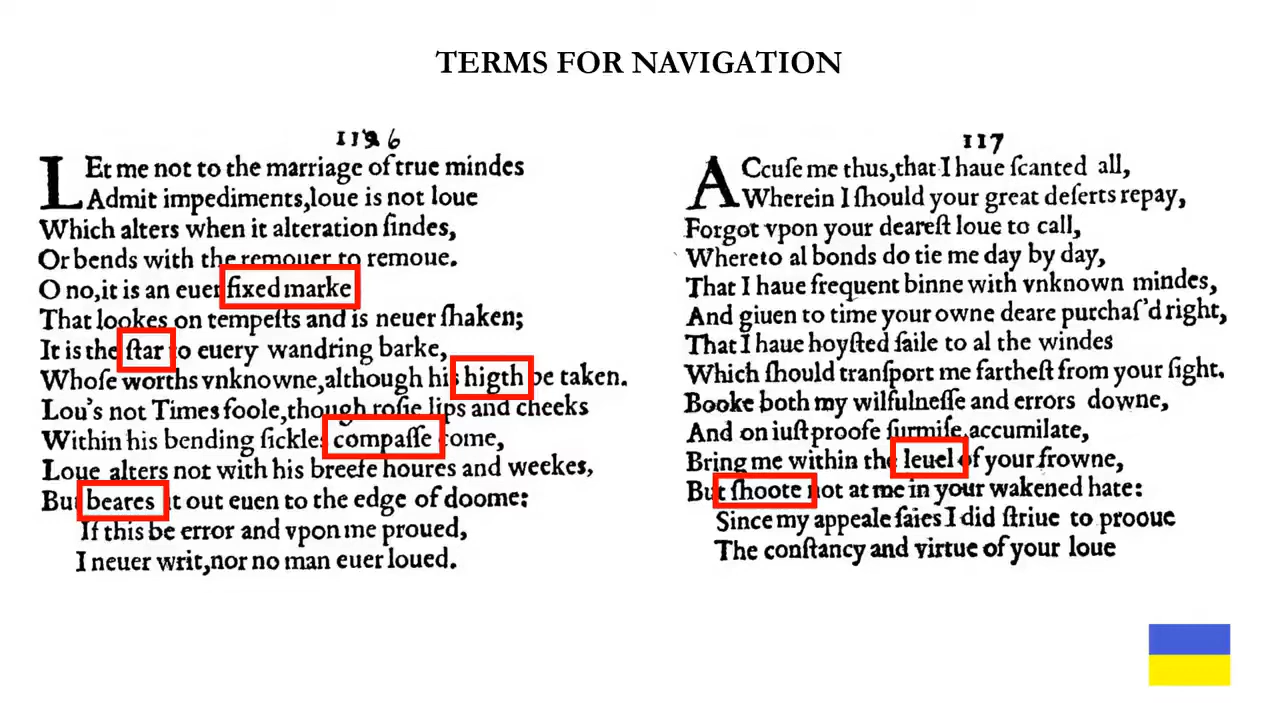 TERMS FOR NAVIGATION
1196
LEt me not to the marriage of true mindes
Admit impediments,loue is not loue
Which alters when it alteration findes,
Or bends with the remouer to remoue.
O no,it is an euer fixed marke
That lookes on tempeſts and is neuer ſhaken;
It is the ſtar to euery wandring barke,
Whoſe worths vnknowne,although his higth be taken.
Lou's not Times foole,though roſie lips and cheeks
Within his bending ſickles compaſſe come,
Loue alters not with his breefe houres and weekes,
But beares it out euen to the edge of doome:
If this be error and vpon me proued,
I neuer writ,nor no man euer loued.
117
ACcuſe me thus,that I haue ſcanted all,
Wherein I ſhould your great deſerts repay,
Forgot vpon your deareſt loue to call,
Whereto al bonds do tie me day by day,
That I haue frequent binne with vnknown mindes,
And giuen to time your owne deare purchaſ'd right,
That I haue hoyſted ſaile to al the windes
Which ſhould tranſport me fartheſt from your ſight.
Booke both my wilfulneſſe and errors downe,
And on iuſt proofe ſurmiſe,accumilate,
Bring me within the leuel of your frowne,
But ſhoote not at me in your wakened hate:
Since my appeale ſaies I did ſtriue to prooue
The conſtancy and virtue of your loue